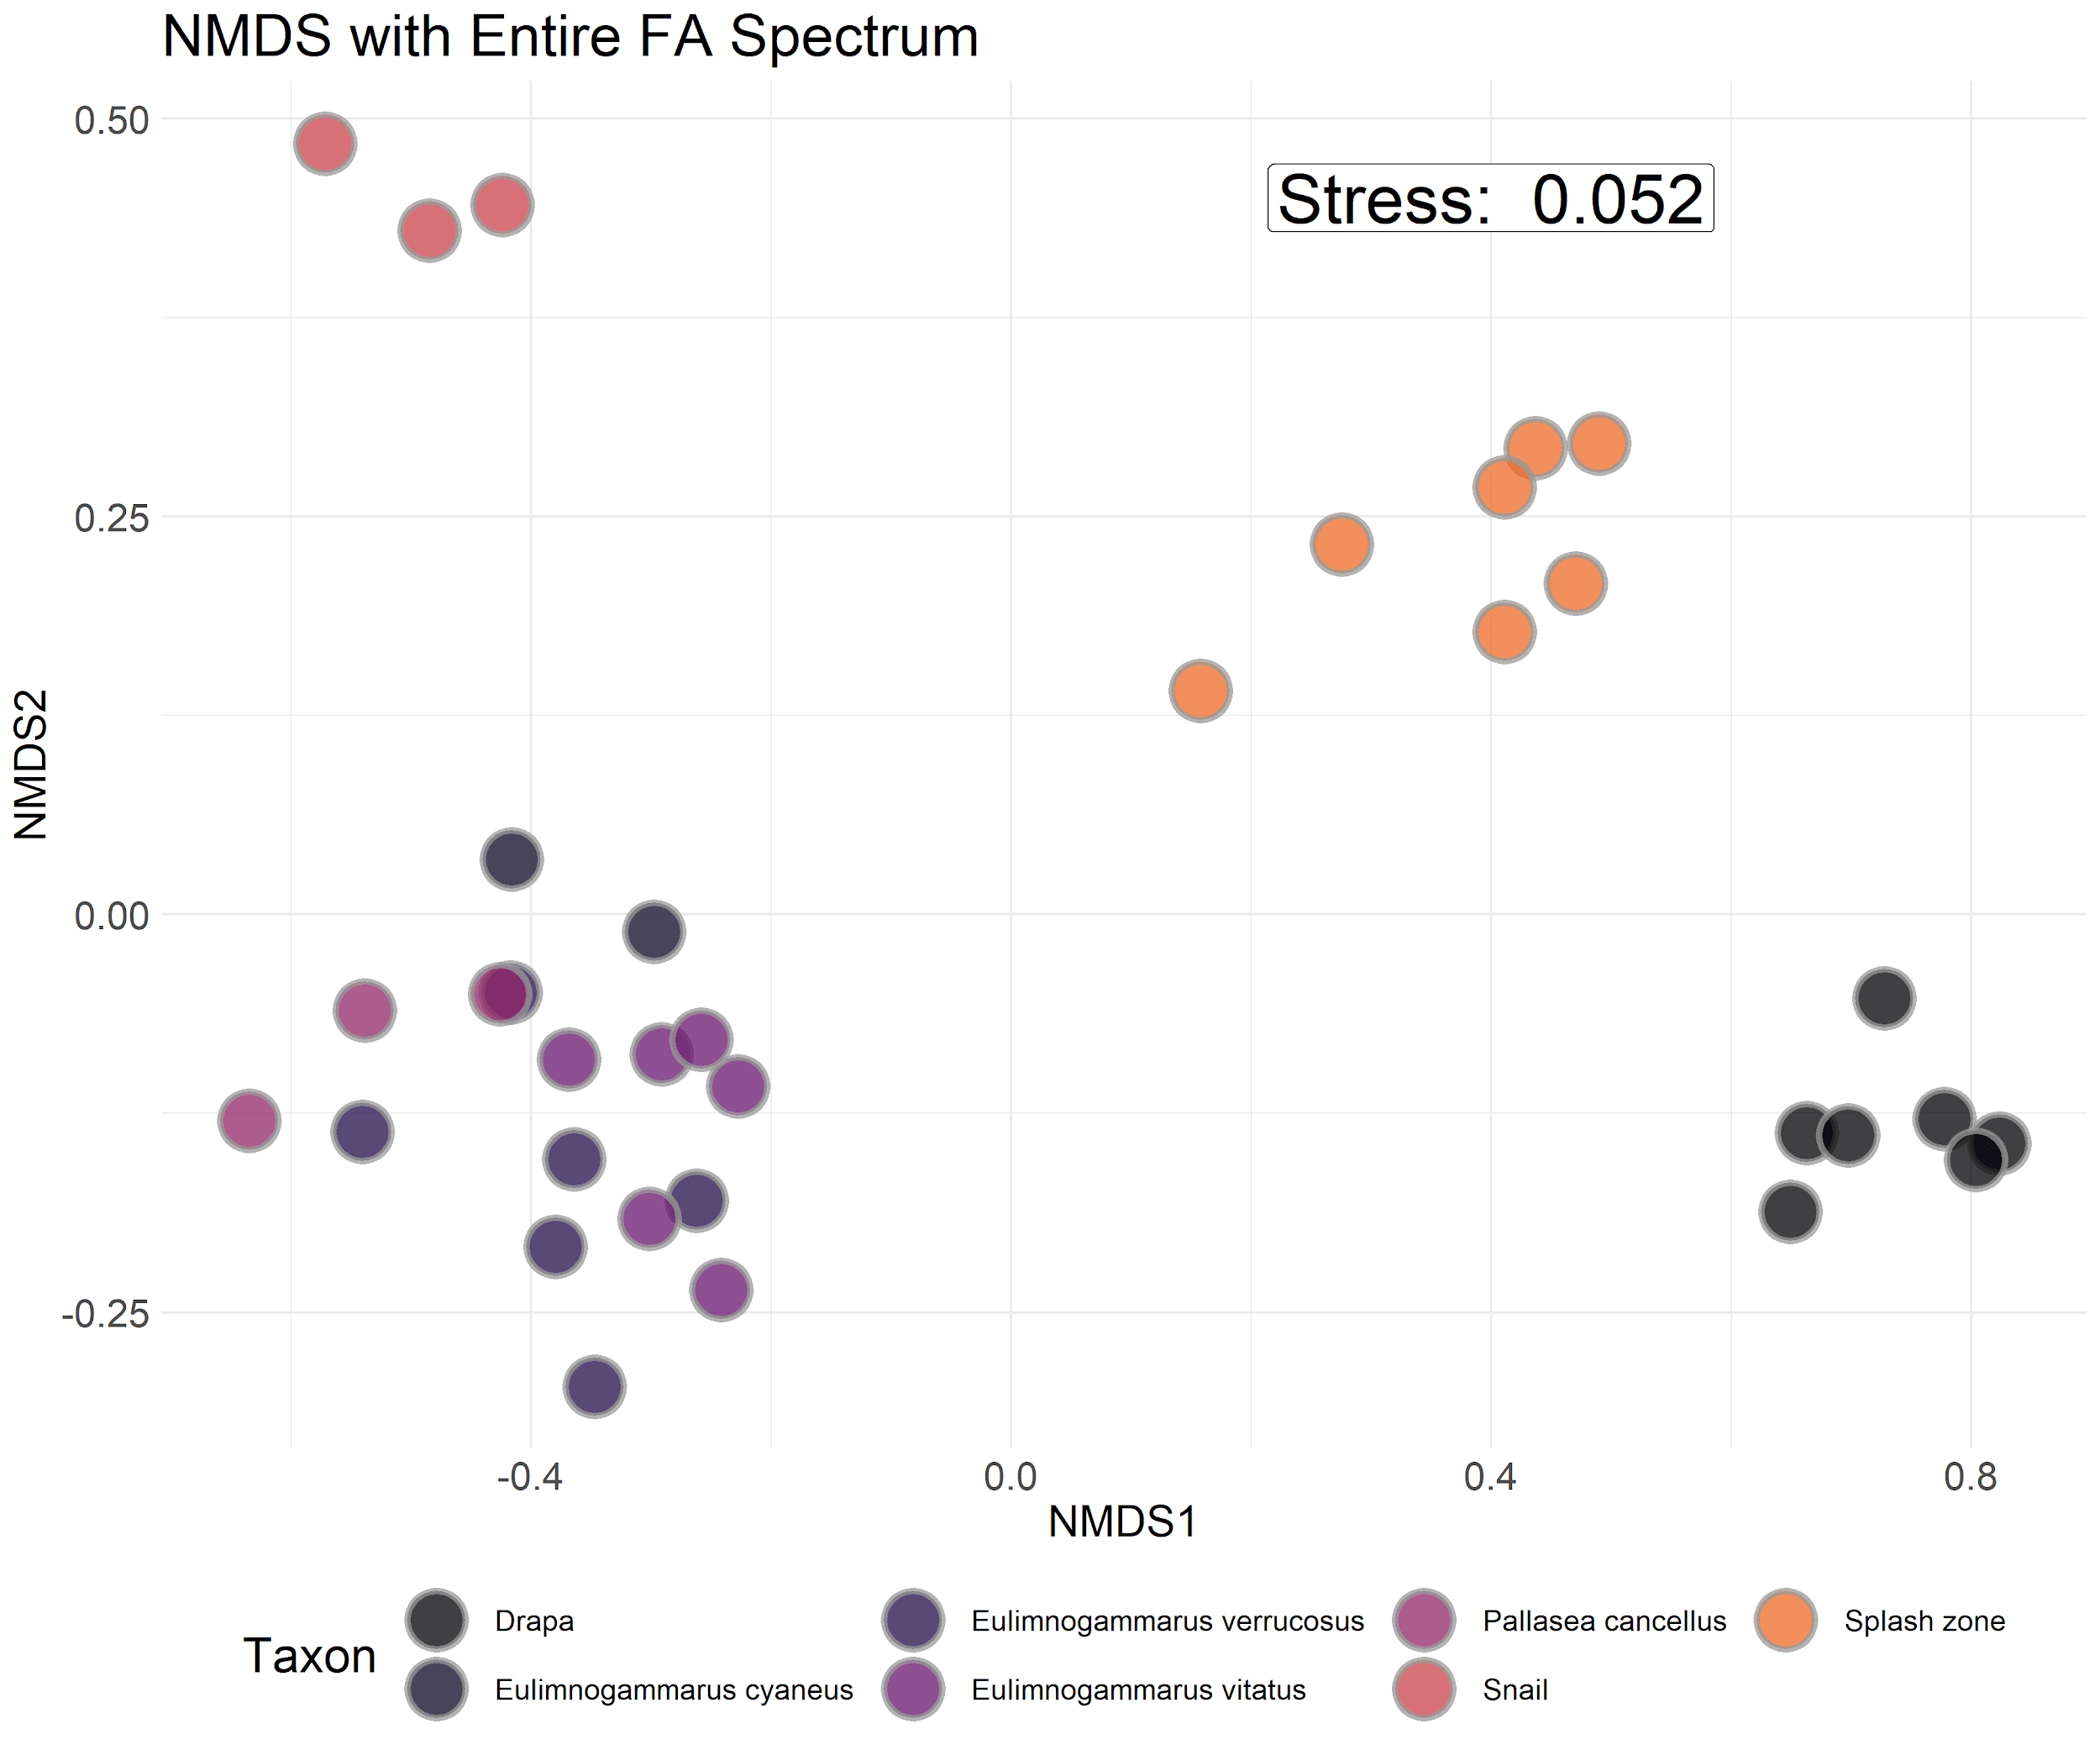 NMDS with Entire FA Spectrum
0.50
Stress: 0.052
0.25
NMDS2
0.00
-0.25
-0.4 0.0 0.4 0.8
NMDS1
Taxon
Drapa Eulimnogammarus verrucosus Pallasea cancellus Splash zone
Eulimnogammarus cyaneus Eulimnogammarus vitatus Snail